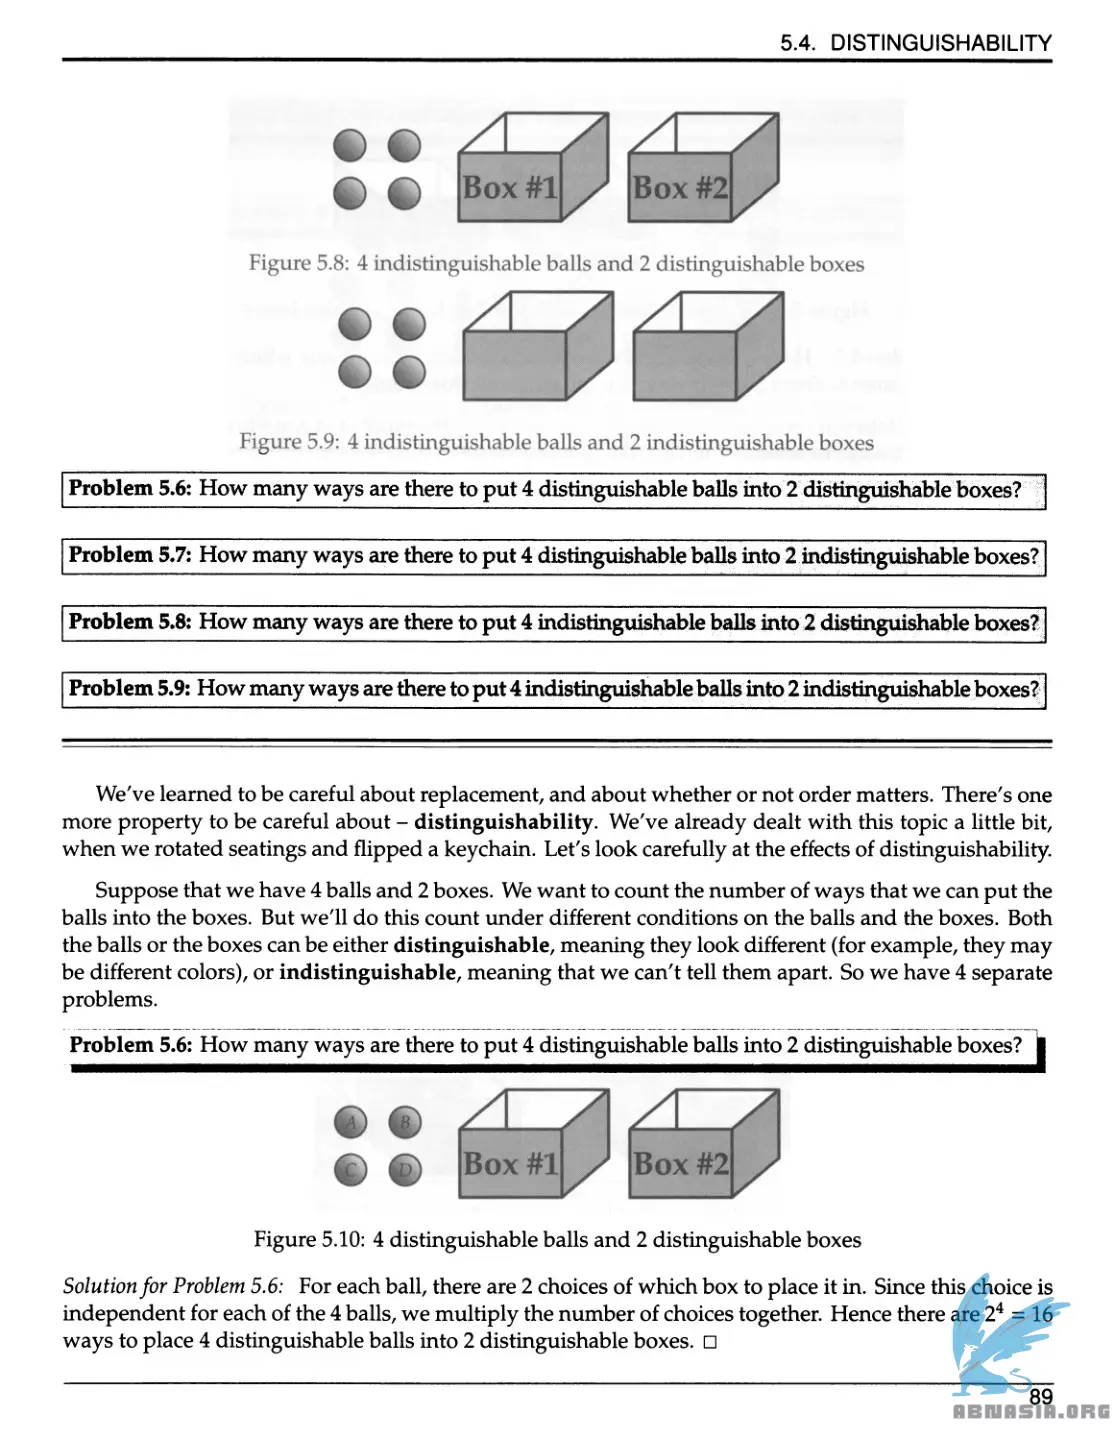 5.4. DISTINGUISHABILITY
Box #1
Box #2
Figure 5.8: 4 indistinguishable balls and 2 distinguishable boxes
Figure 5.9: 4 indistinguishable balls and 2 indistinguishable boxes
Problem 5.6: How many ways are there to put 4 distinguishable balls into 2 distinguishable boxes?
Problem 5.7: How many ways are there to put 4 distinguishable balls into 2 indistinguishable boxes?
Problem 5.8: How many ways are there to put 4 indistinguishable balls into 2 distinguishable boxes?
Problem 5.9: How many ways are there to put 4 indistinguishable balls into 2 indistinguishable boxes?
We've learned to be careful about replacement, and about whether or not order matters. There's one
more property to be careful about – distinguishability. We've already dealt with this topic a little bit,
when we rotated seatings and flipped a keychain. Let's look carefully at the effects of distinguishability.
Suppose that we have 4 balls and 2 boxes. We want to count the number of ways that we can put the
balls into the boxes. But we'll do this count under different conditions on the balls and the boxes. Both
the balls or the boxes can be either distinguishable, meaning they look different (for example, they may
be different colors), or indistinguishable, meaning that we can't tell them apart. So we have 4 separate
problems.
Problem 5.6: How many ways are there to put 4 distinguishable balls into 2 distinguishable boxes?
A B
C D
Box #1
Box #2
Figure 5.10: 4 distinguishable balls and 2 distinguishable boxes
Solution for Problem 5.6: For each ball, there are 2 choices of which box to place it in. Since this choice is
independent for each of the 4 balls, we multiply the number of choices together. Hence there are 2⁴ = 16
ways to place 4 distinguishable balls into 2 distinguishable boxes. □
89
ABNASIA.ORG